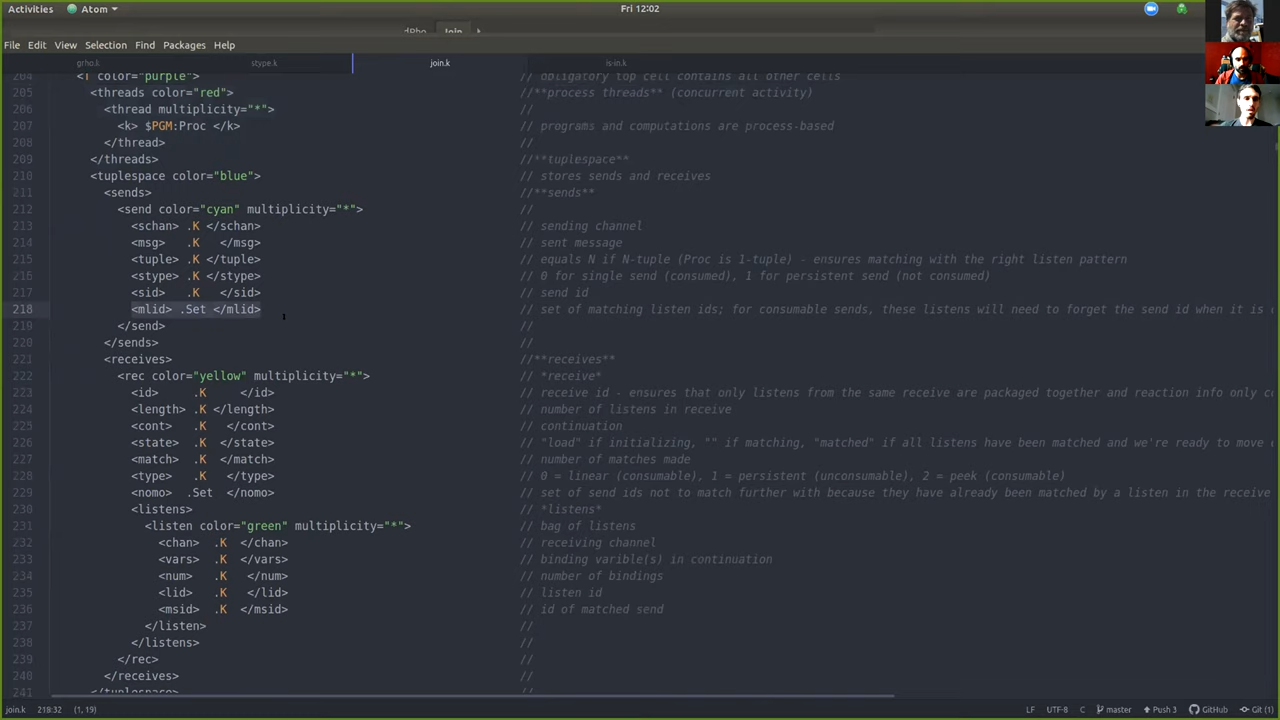 Activities Atom Fri 12:02
Join
File Edit View Selection Find Packages Help
grho.k stype.k join.k is-in.k
204 <T color="purple"> // obligatory top cell contains all other cells
205 <threads color="red"> //**process threads** (concurrent activity)
206 <thread multiplicity="*"> //
207 <k> $PGM:Proc </k> // programs and computations are process-based
208 </thread> //
209 </threads> //**tuplespace**
210 <tuplespace color="blue"> // stores sends and receives
211 <sends> //**sends**
212 <send color="cyan" multiplicity="*"> //
213 <schan> .K </schan> // sending channel
214 <msg> .K </msg> // sent message
215 <tuple> .K </tuple> // equals N if N-tuple (Proc is 1-tuple) - ensures matching with the right listen pattern
216 <stype> .K </stype> // 0 for single send (consumed), 1 for persistent send (not consumed)
217 <sid> .K </sid> // send id
218 <mlid> .Set </mlid> // set of matching listen ids; for consumable sends, these listens will need to forget the send id when it is c
219 </send> //
220 </sends> //
221 <receives> //**receives**
222 <rec color="yellow" multiplicity="*"> // *receive*
223 <id> .K </id> // receive id - ensures that only listens from the same receive are packaged together and reaction info only co
224 <length> .K </length> // number of listens in receive
225 <cont> .K </cont> // continuation
226 <state> .K </state> // "load" if initializing, "" if matching, "matched" if all listens have been matched and we're ready to move o
227 <match> .K </match> // number of matches made
228 <type> .K </type> // 0 = linear (consumable), 1 = persistent (unconsumable), 2 = peek (consumable)
229 <nomo> .Set </nomo> // set of send ids not to match further with because they have already been matched by a listen in the receive
230 <listens> // *listens*
231 <listen color="green" multiplicity="*"> // bag of listens
232 <chan> .K </chan> // receiving channel
233 <vars> .K </vars> // binding varible(s) in continuation
234 <num> .K </num> // number of bindings
235 <lid> .K </lid> // listen id
236 <msid> .K </msid> // id of matched send
237 </listen> //
238 </listens> //
239 </rec> //
240 </receives> //
241 </tuplespace> //
join.k 218:32 (1, 19) LF UTF-8 C master Push 3 GitHub Git (1)